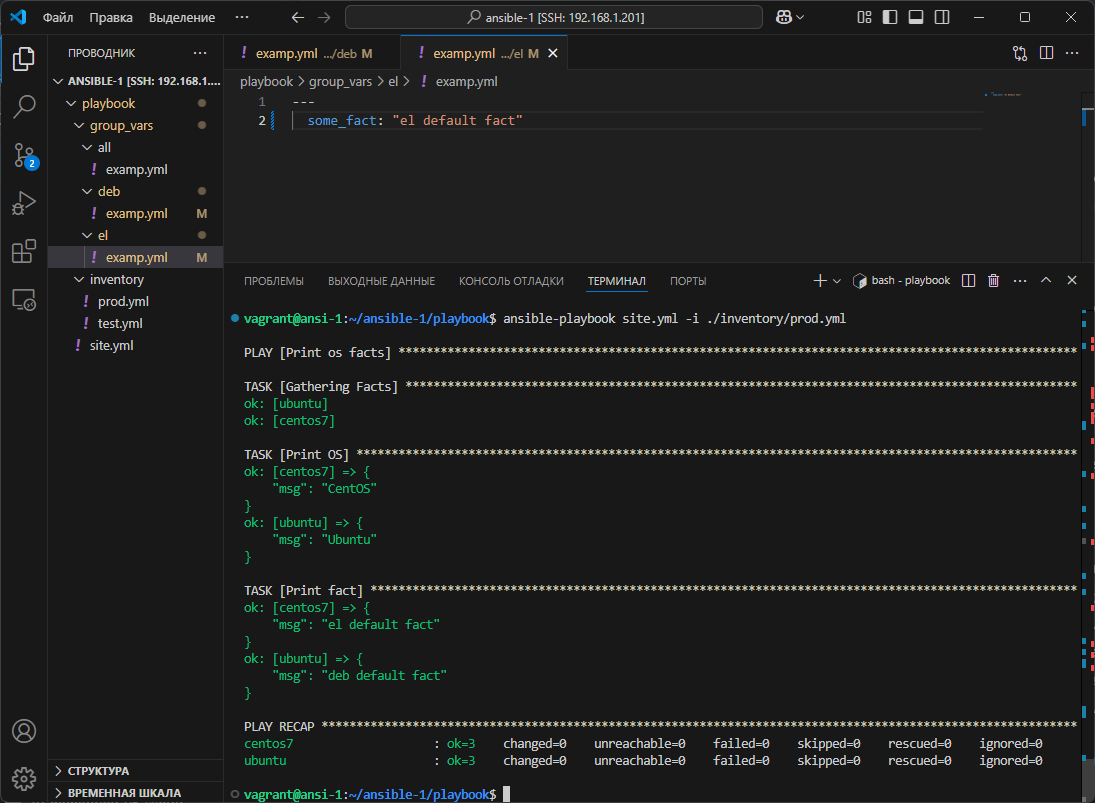 Файл Правка Выделение ··· ansible-1 [SSH: 192.168.1.201]
ПРОВОДНИК ···
ANSIBLE-1 [SSH: 192.168.1....
playbook
group_vars
all
! examp.yml
deb
! examp.yml M
el
! examp.yml M
inventory
! prod.yml
! test.yml
! site.yml
СТРУКТУРА
ВРЕМЕННАЯ ШКАЛА
2
! examp.yml .../deb M ! examp.yml .../el M
playbook > group_vars > el > ! examp.yml
1 ---
2 some_fact: "el default fact"
ПРОБЛЕМЫ ВЫХОДНЫЕ ДАННЫЕ КОНСОЛЬ ОТЛАДКИ ТЕРМИНАЛ ПОРТЫ bash - playbook ···
vagrant@ansi-1:~/ansible-1/playbook$ ansible-playbook site.yml -i ./inventory/prod.yml
PLAY [Print os facts] *************************************************************************************************
TASK [Gathering Facts] ************************************************************************************************
ok: [ubuntu]
ok: [centos7]
TASK [Print OS] *******************************************************************************************************
ok: [centos7] => {
"msg": "CentOS"
}
ok: [ubuntu] => {
"msg": "Ubuntu"
}
TASK [Print fact] *****************************************************************************************************
ok: [centos7] => {
"msg": "el default fact"
}
ok: [ubuntu] => {
"msg": "deb default fact"
}
PLAY RECAP ************************************************************************************************************
centos7 : ok=3 changed=0 unreachable=0 failed=0 skipped=0 rescued=0 ignored=0
ubuntu : ok=3 changed=0 unreachable=0 failed=0 skipped=0 rescued=0 ignored=0
vagrant@ansi-1:~/ansible-1/playbook$